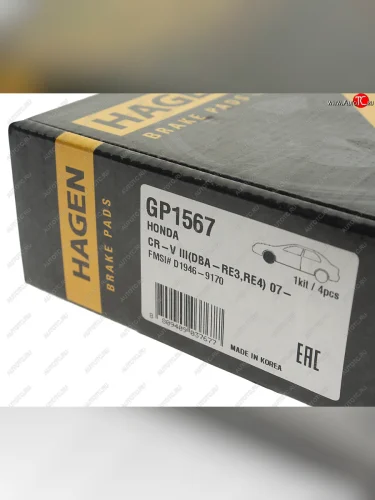 HAGEN
BRAKE PADS
HAGEN
BRAKE PADS
GP1567
HONDA
CR-V III(DBA-RE3,RE4) 07-
FMSI# D1946-9170
1kit / 4pcs
MADE IN KOREA
EAC